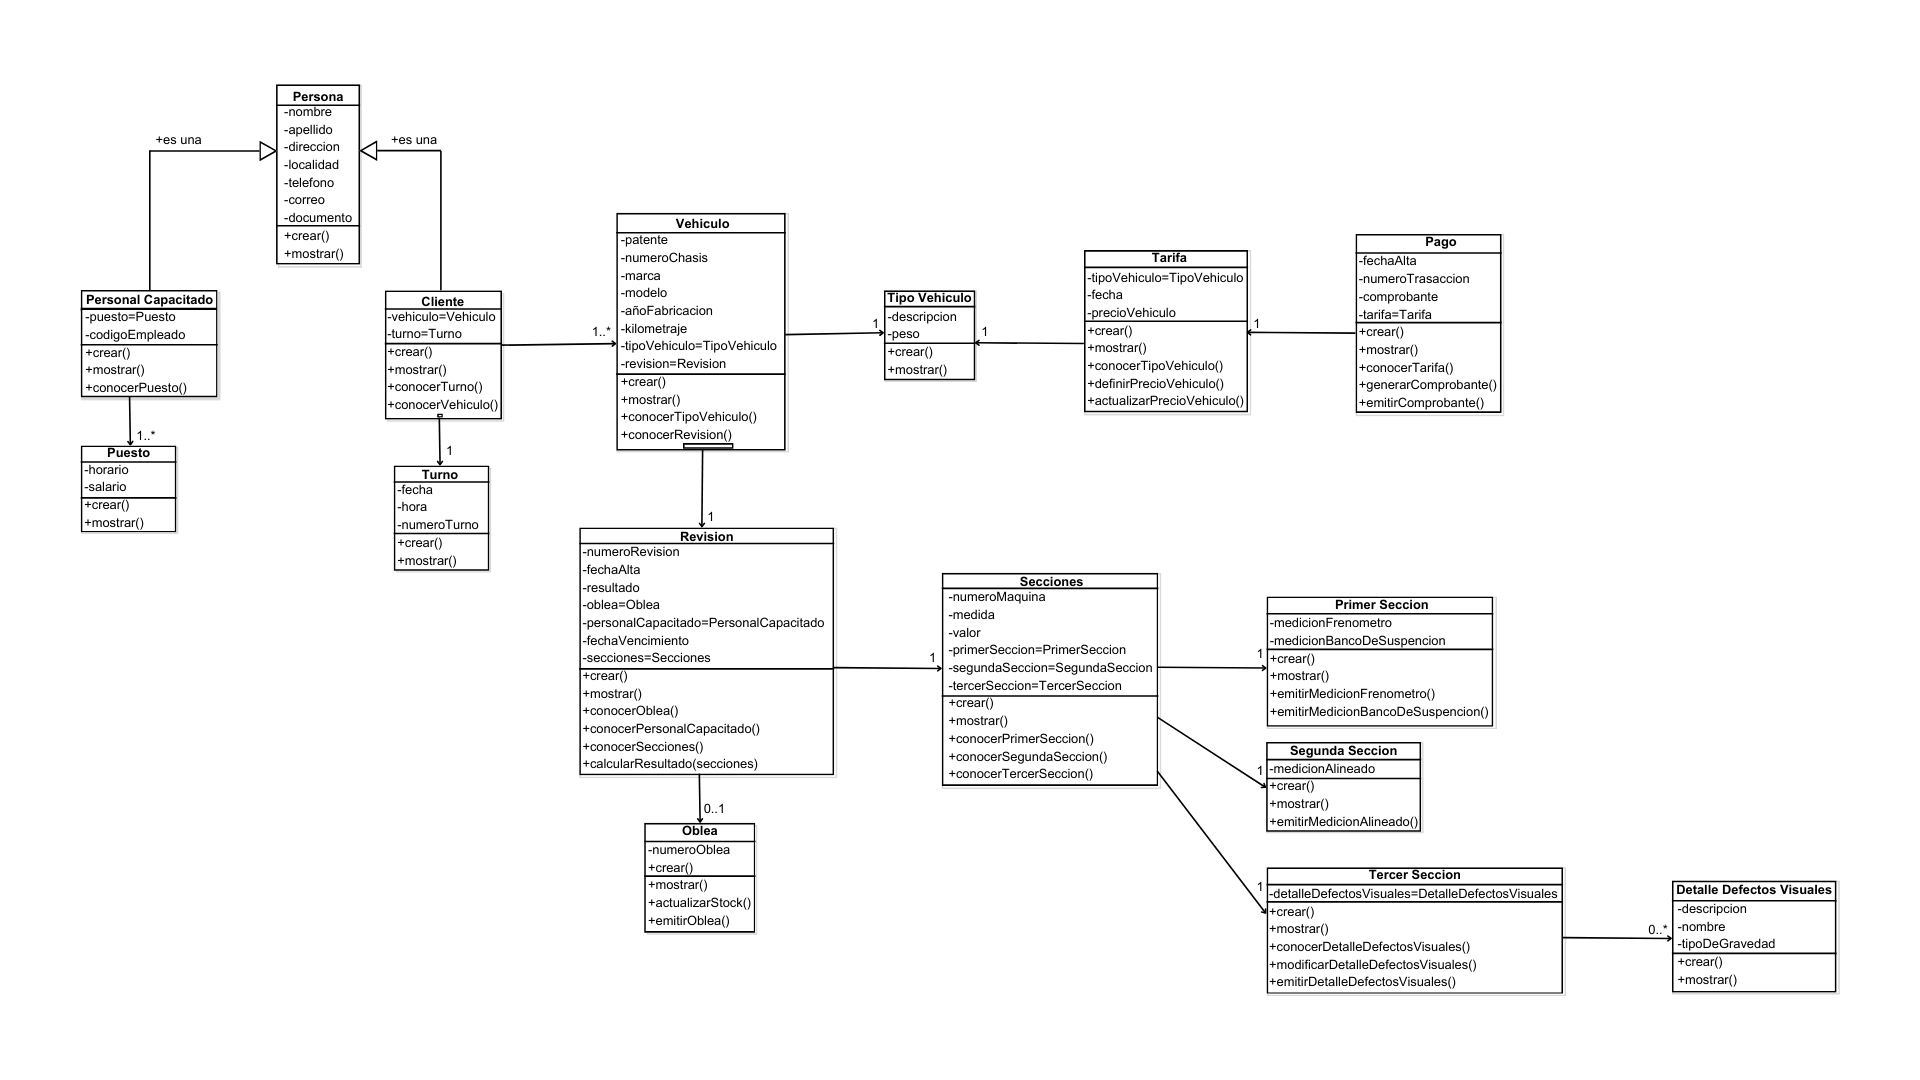 Persona
-nombre
-apellido
-direccion
-localidad
-telefono
-correo
-documento
+crear()
+mostrar()
+es una
+es una
Personal Capacitado
-puesto=Puesto
-codigoEmpleado
+crear()
+mostrar()
+conocerPuesto()
1..*
Puesto
-horario
-salario
+crear()
+mostrar()
Cliente
-vehiculo=Vehiculo
-turno=Turno
+crear()
+mostrar()
+conocerTurno()
+conocerVehiculo()
1
Turno
-fecha
-hora
-numeroTurno
+crear()
+mostrar()
1..*
Vehiculo
-patente
-numeroChasis
-marca
-modelo
-añoFabricacion
-kilometraje
-tipoVehiculo=TipoVehiculo
-revision=Revision
+crear()
+mostrar()
+conocerTipoVehiculo()
+conocerRevision()
1
Tipo Vehiculo
-descripcion
-peso
+crear()
+mostrar()
1
Tarifa
-tipoVehiculo=TipoVehiculo
-fecha
-precioVehiculo
+crear()
+mostrar()
+conocerTipoVehiculo()
+definirPrecioVehiculo()
+actualizarPrecioVehiculo()
1
Pago
-fechaAlta
-numeroTrasaccion
-comprobante
-tarifa=Tarifa
+crear()
+mostrar()
+conocerTarifa()
+generarComprobante()
+emitirComprobante()
1
Revision
-numeroRevision
-fechaAlta
-resultado
-oblea=Oblea
-personalCapacitado=PersonalCapacitado
-fechaVencimiento
-secciones=Secciones
+crear()
+mostrar()
+conocerOblea()
+conocerPersonalCapacitado()
+conocerSecciones()
+calcularResultado(secciones)
0..1
Oblea
-numeroOblea
+crear()
+mostrar()
+actualizarStock()
+emitirOblea()
1
Secciones
-numeroMaquina
-medida
-valor
-primerSeccion=PrimerSeccion
-segundaSeccion=SegundaSeccion
-tercerSeccion=TercerSeccion
+crear()
+mostrar()
+conocerPrimerSeccion()
+conocerSegundaSeccion()
+conocerTercerSeccion()
1
Primer Seccion
-medicionFrenometro
-medicionBancoDeSuspencion
+crear()
+mostrar()
+emitirMedicionFrenometro()
+emitirMedicionBancoDeSuspencion()
1
Segunda Seccion
-medicionAlineado
+crear()
+mostrar()
+emitirMedicionAlineado()
1
Tercer Seccion
-detalleDefectosVisuales=DetalleDefectosVisuales
+crear()
+mostrar()
+conocerDetalleDefectosVisuales()
+modificarDetalleDefectosVisuales()
+emitirDetalleDefectosVisuales()
0..*
Detalle Defectos Visuales
-descripcion
-nombre
-tipoDeGravedad
+crear()
+mostrar()